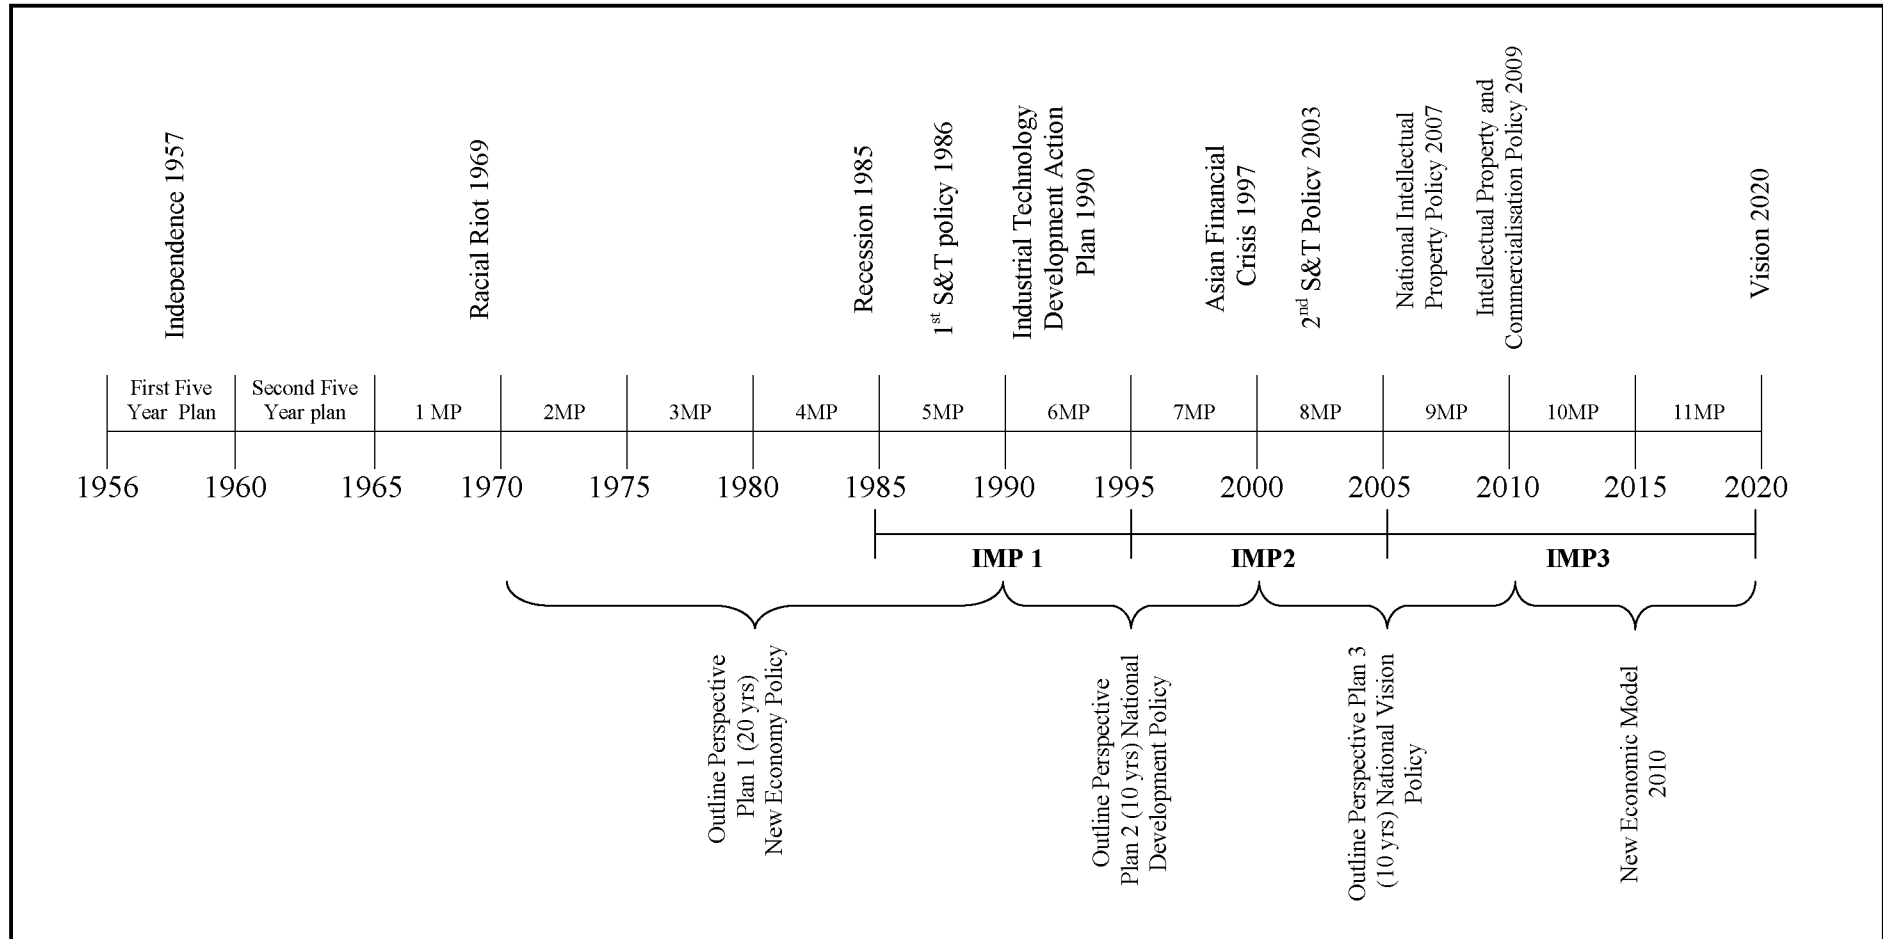 Independence 1957
Racial Riot 1969
Recession 1985
1st S&T policy 1986
Industrial Technology
Development Action
Plan 1990
Asian Financial
Crisis 1997
2nd S&T Policy 2003
National Intellectual
Property Policy 2007
Intellectual Property and
Commercialisation Policy 2009
Vision 2020
First Five
Year Plan
Second Five
Year plan
1 MP
2MP
3MP
4MP
5MP
6MP
7MP
8MP
9MP
10MP
11MP
1956
1960
1965
1970
1975
1980
1985
1990
1995
2000
2005
2010
2015
2020
IMP 1
IMP2
IMP3
Outline Perspective
Plan 1 (20 yrs)
New Economy Policy
Outline Perspective
Plan 2 (10 yrs) National
Development Policy
Outline Perspective Plan 3
(10 yrs) National Vision
Policy
New Economic Model
2010